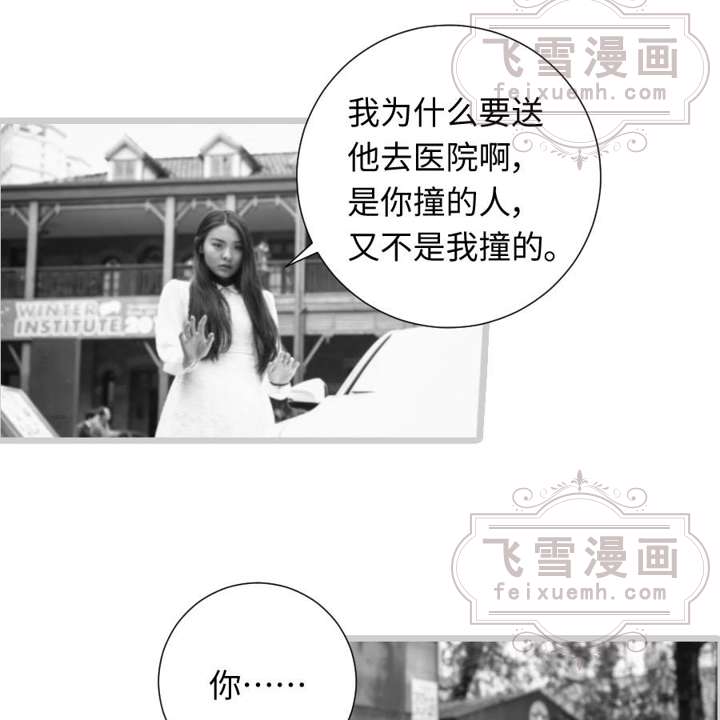 飞雪漫画
feixuemh.com
我为什么要送
他去医院啊,
是你撞的人,
又不是我撞的。
WINTER
INSTITUTE 20
飞雪漫画
feixuemh.com
你……